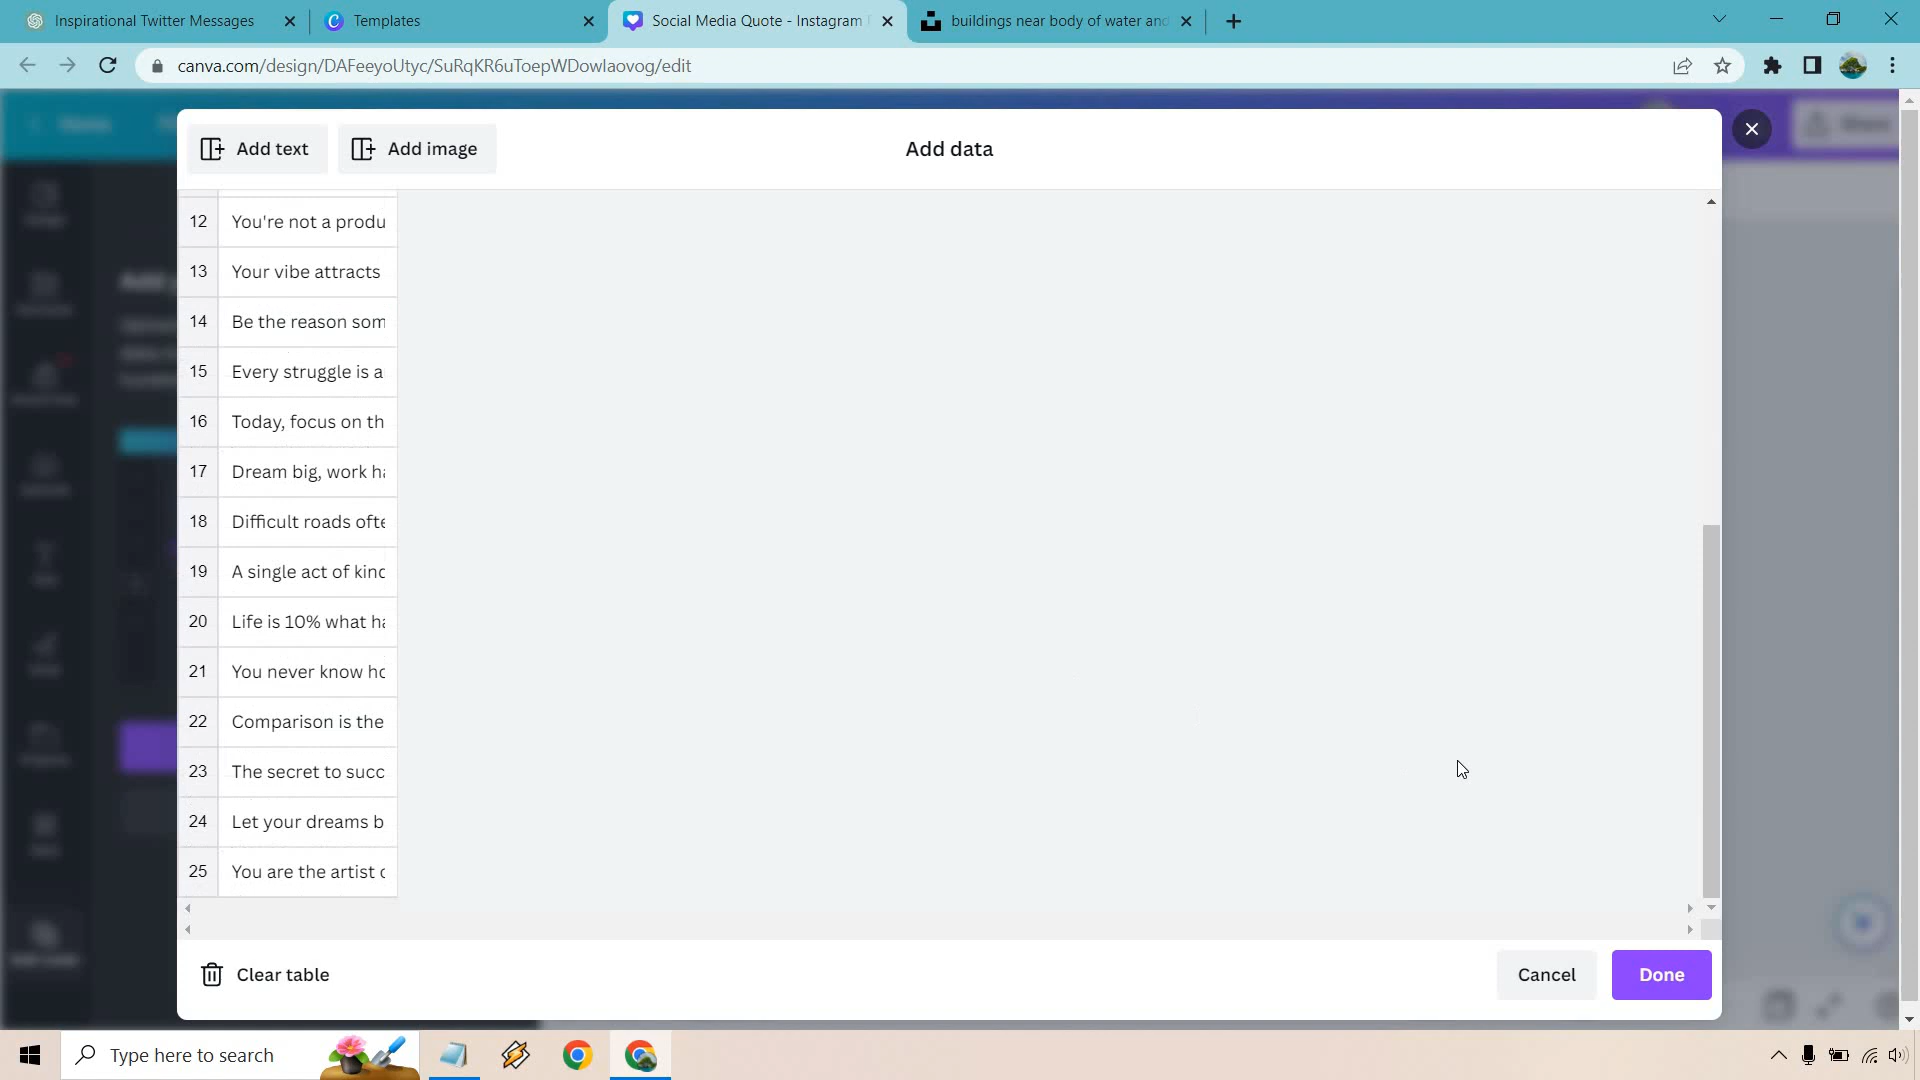 Inspirational Twitter Messages
Templates
Social Media Quote - Instagram
buildings near body of water and
canva.com/design/DAFeeyoUtyc/SuRqKR6uToepWDowlaovog/edit
Home
Share
Add text
Add image
Add data
12 You're not a produ
13 Your vibe attracts
14 Be the reason som
15 Every struggle is a
16 Today, focus on th
17 Dream big, work ha
18 Difficult roads ofte
19 A single act of kind
20 Life is 10% what ha
21 You never know ho
22 Comparison is the
23 The secret to succ
24 Let your dreams b
25 You are the artist o
Clear table
Cancel
Done
Type here to search